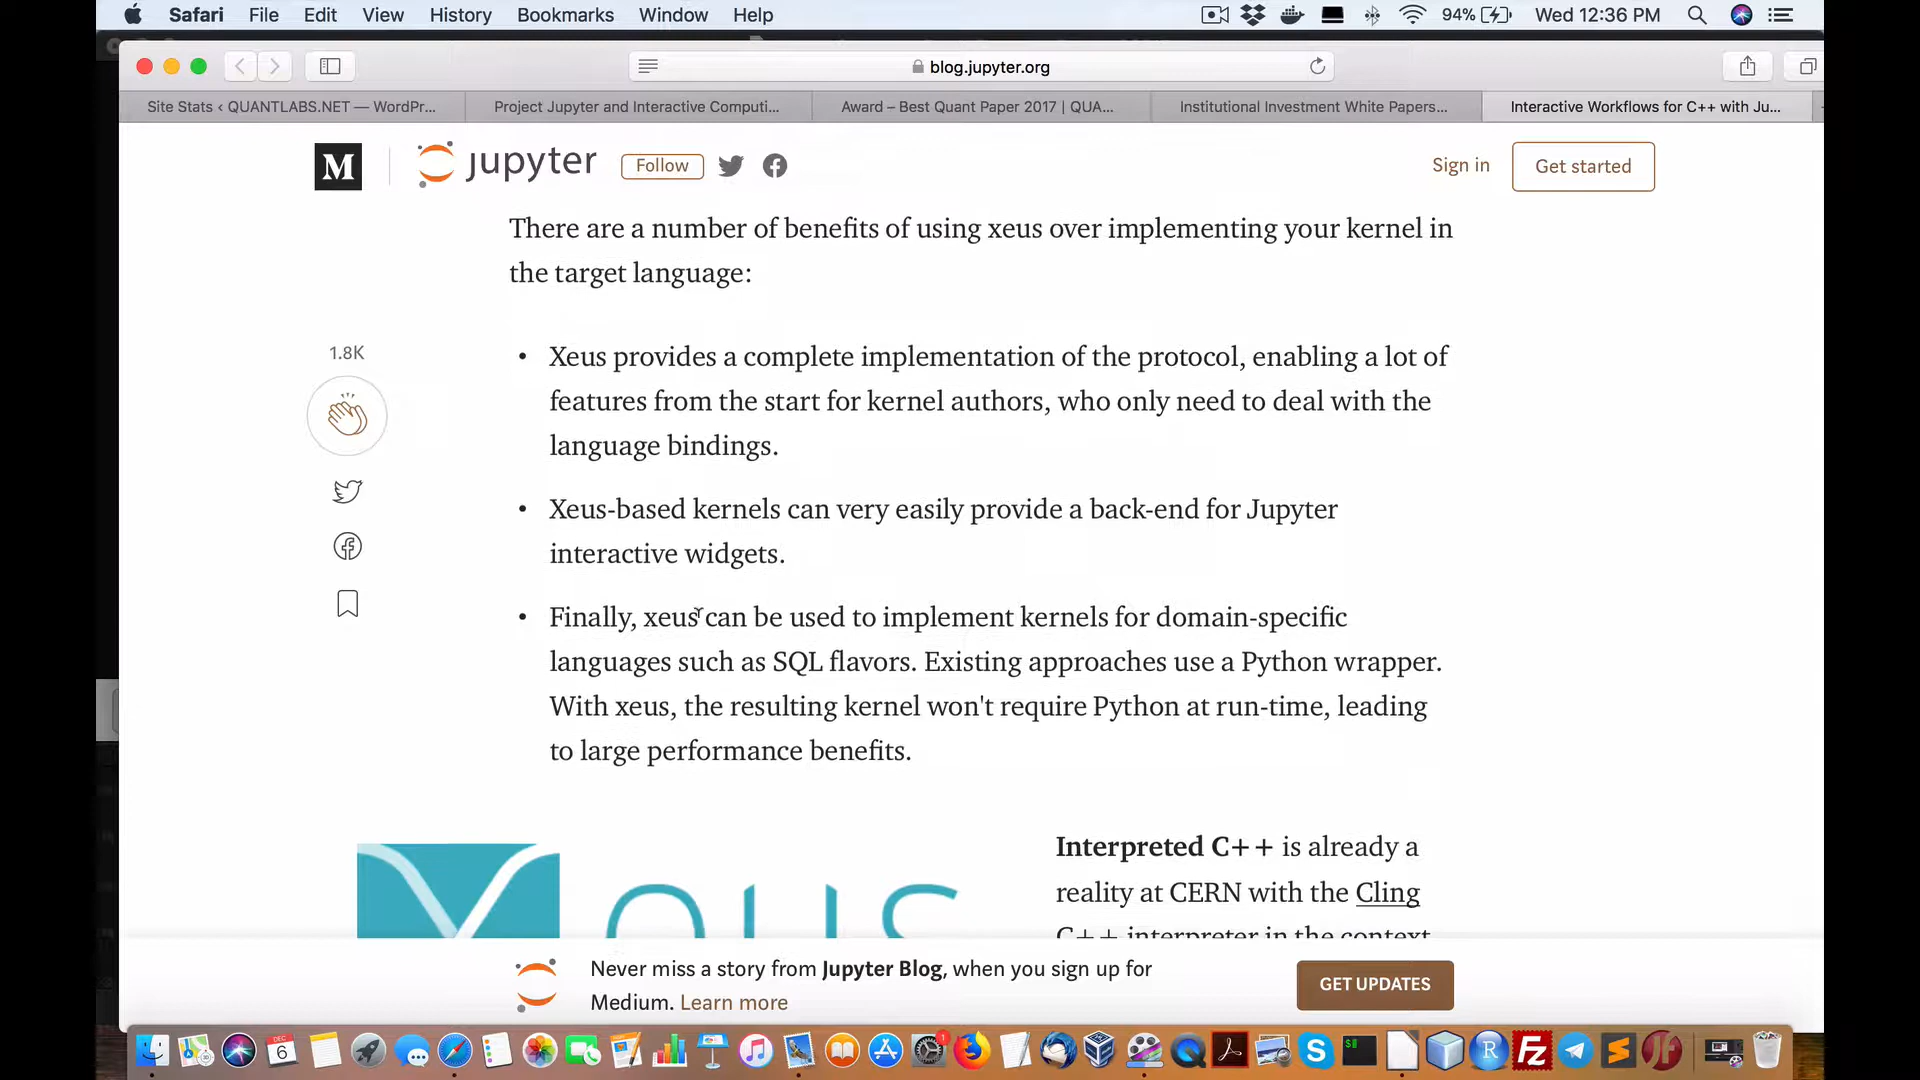 Safari File Edit View History Bookmarks Window Help 94% Wed 12:36 PM
blog.jupyter.org
Site Stats ‹ QUANTLABS.NET — WordPr... Project Jupyter and Interactive Computi... Award – Best Quant Paper 2017 | QUA... Institutional Investment White Papers... Interactive Workflows for C++ with Ju...
M jupyter Follow Sign in Get started
There are a number of benefits of using xeus over implementing your kernel in
the target language:
1.8K
• Xeus provides a complete implementation of the protocol, enabling a lot of
features from the start for kernel authors, who only need to deal with the
language bindings.
• Xeus-based kernels can very easily provide a back-end for Jupyter
interactive widgets.
• Finally, xeus can be used to implement kernels for domain-specific
languages such as SQL flavors. Existing approaches use a Python wrapper.
With xeus, the resulting kernel won't require Python at run-time, leading
to large performance benefits.
Interpreted C++ is already a
reality at CERN with the Cling
C++ interpreter in the context
Never miss a story from Jupyter Blog, when you sign up for
Medium. Learn more
GET UPDATES
DEC
6
1
S
$
R
Fz
S